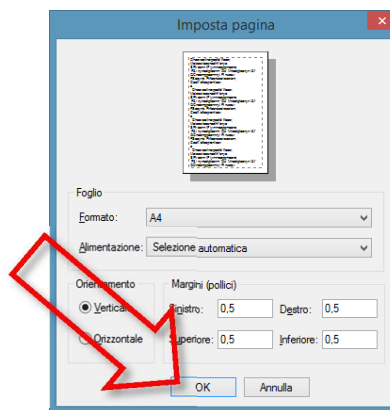 Imposta pagina
Foglio
Formato: A4
Alimentazione: Selezione automatica
Orientamento
Margini (pollici)
Verticale
Sinistro: 0,5 Destro: 0,5
Orizzontale
Superiore: 0,5 Inferiore: 0,5
OK Annulla